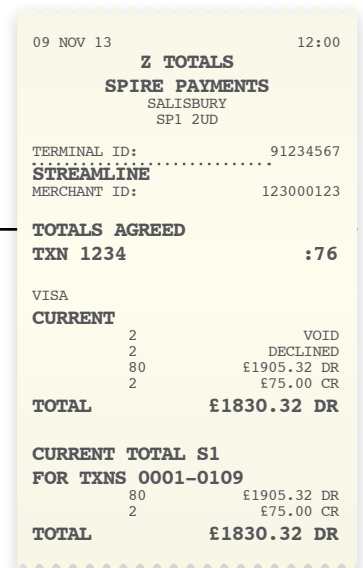 09 NOV 13 12:00
Z TOTALS
SPIRE PAYMENTS
SALISBURY
SP1 2UD
TERMINAL ID: 91234567
STREAMLINE
MERCHANT ID: 123000123
TOTALS AGREED
TXN 1234 :76
VISA
CURRENT
2 VOID
2 DECLINED
80 £1905.32 DR
2 £75.00 CR
TOTAL £1830.32 DR
CURRENT TOTAL S1
FOR TXNS 0001-0109
80 £1905.32 DR
2 £75.00 CR
TOTAL £1830.32 DR